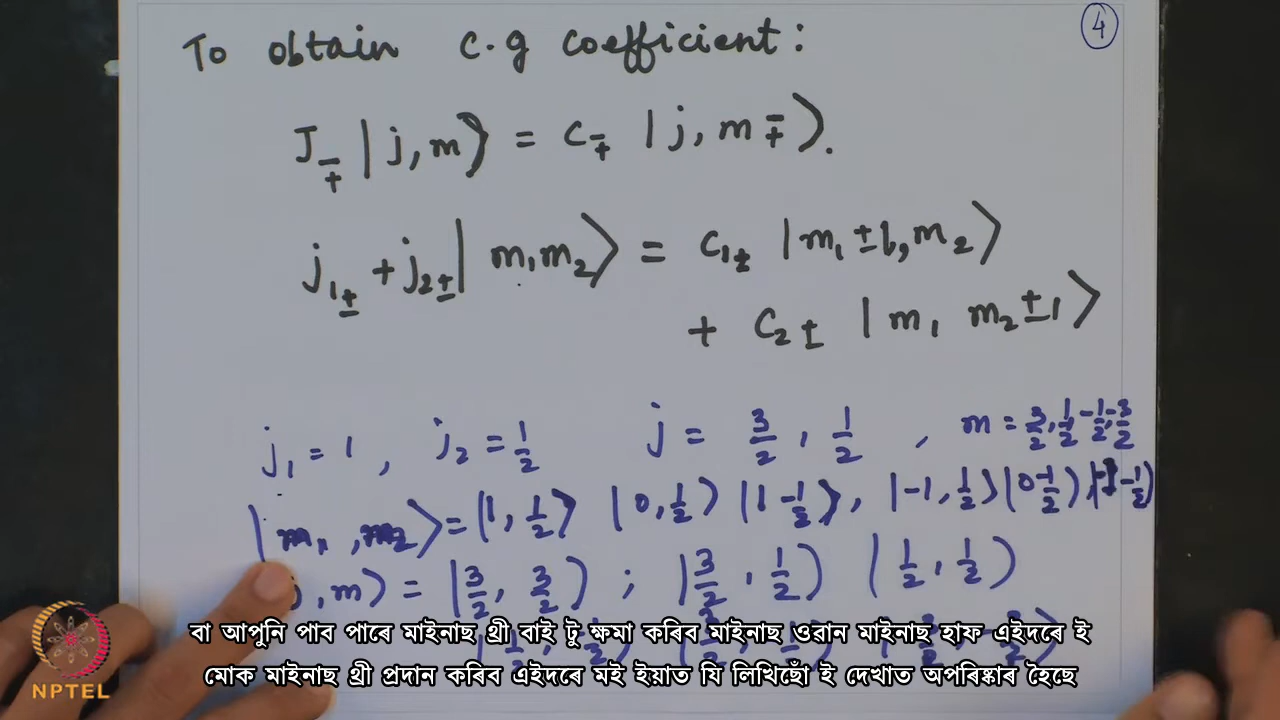 4
To obtain c.g coefficient:
J∓ |j, m⟩ = C∓ |j, m∓⟩.
j₁± + j₂± | m₁m₂⟩ = C₁± |m₁ ± 1, m₂⟩
+ C₂± | m₁ m₂±1⟩
j₁ = 1 , j₂ = 1/2 j = 3/2 , 1/2 , m = 3/2, 1/2, -1/2, -3/2
|m₁, m₂⟩ = |1, 1/2⟩ |0, 1/2⟩ |1 -1/2⟩, |-1, 1/2⟩ |0 -1/2⟩ |-1 -1/2⟩
, m⟩ = |3/2, 3/2⟩ ; |3/2, 1/2⟩ |1/2, 1/2⟩
বা আপুনি পাব পাৰে মাইনাছ থ্ৰী বাই টু ক্ষমা কৰিব মাইনাছ ওৱান মাইনাছ হাফ এইদৰে ই
মোক মাইনাছ থ্ৰী প্ৰদান কৰিব এইদৰে মই ইয়াত যি লিখিছোঁ ই দেখাত অপৰিষ্কাৰ হৈছে
NPTEL